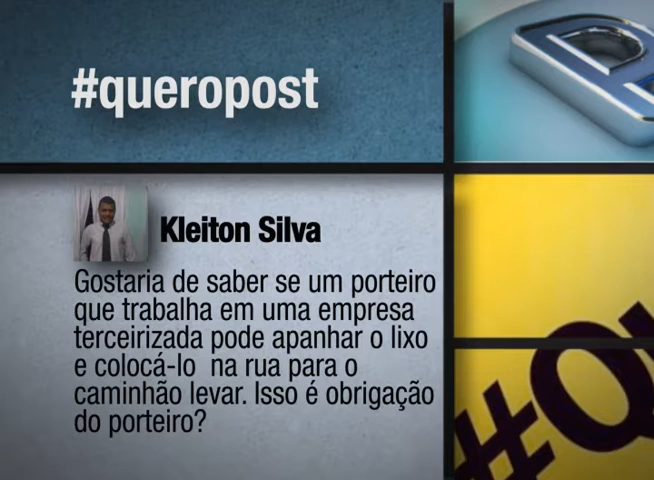 #queropost
Kleiton Silva
Gostaria de saber se um porteiro
que trabalha em uma empresa
terceirizada pode apanhar o lixo
e colocá-lo  na rua para o
caminhão levar. Isso é obrigação
do porteiro?